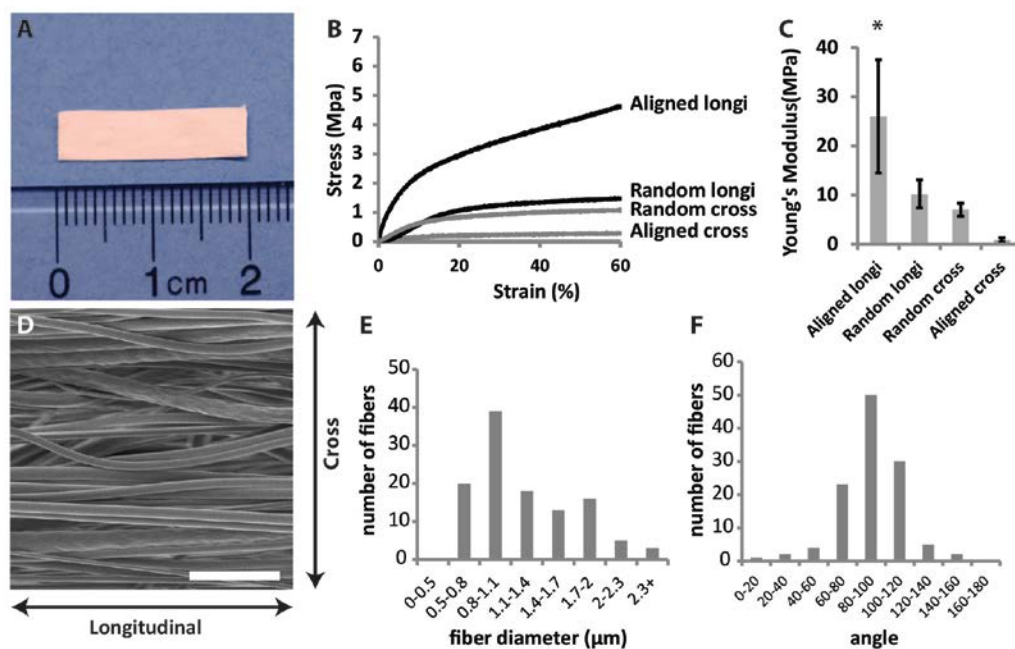 A
0 1 cm 2
B
Stress (Mpa)
7
6
5
4
3
2
1
0
0 20 40 60
Strain (%)
Aligned longi
Random longi
Random cross
Aligned cross
C
*
Young's Modulus(MPa)
40
30
20
10
0
Aligned longi
Random longi
Random cross
Aligned cross
D
Cross
Longitudinal
E
number of fibers
50
40
30
20
10
0
0-0.5
0.5-0.8
0.8-1.1
1.1-1.4
1.4-1.7
1.7-2
2-2.3
2.3+
fiber diameter (μm)
F
number of fibers
60
50
40
30
20
10
0
0-20
20-40
40-60
60-80
80-100
100-120
120-140
140-160
160-180
angle